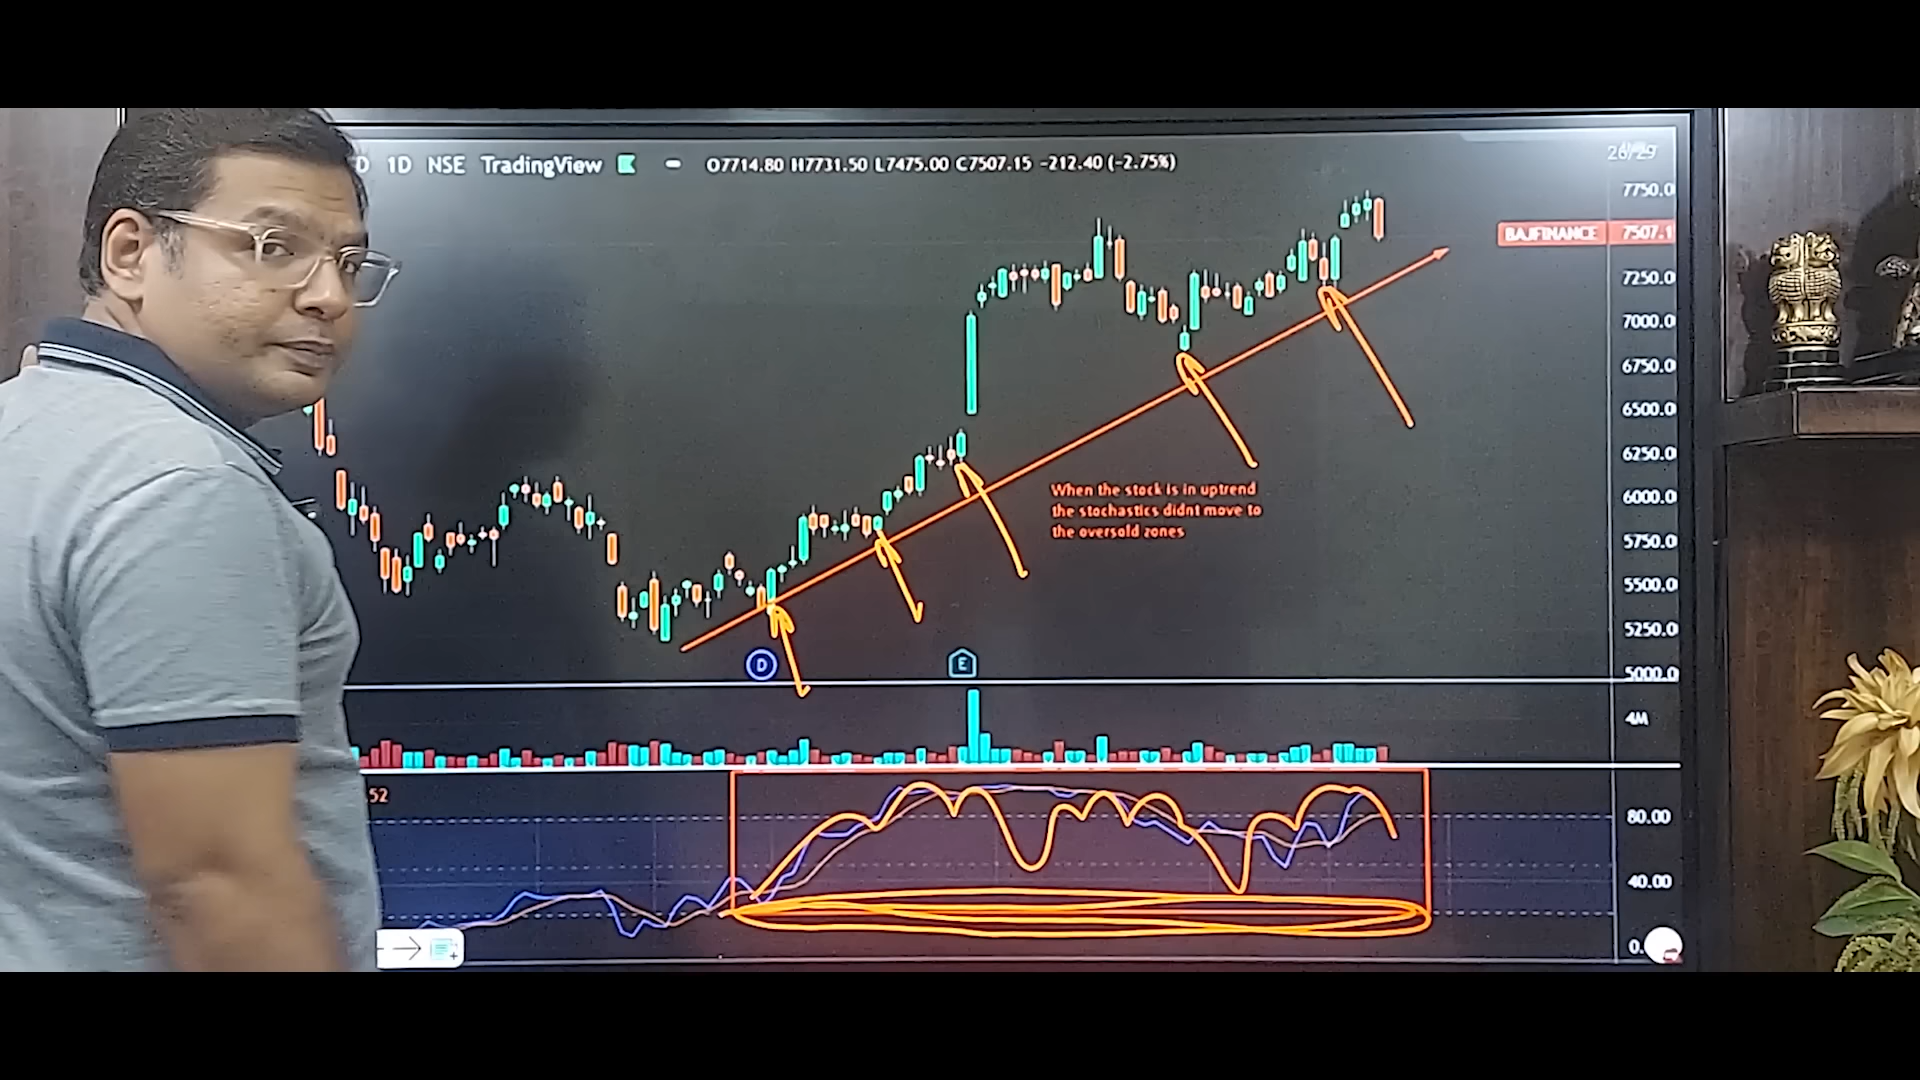 D 1D NSE TradingView O7714.80 H7731.50 L7475.00 C7507.15 -212.40 (-2.75%)
26/29
7750.0
BAJFINANCE 7507.1
7250.0
7000.0
6750.0
6500.0
6250.0
6000.0
5750.0
5500.0
5250.0
5000.0
When the stock is in uptrend
the stochastics didnt move to
the oversold zones
D
E
4M
52
80.00
40.00
0.